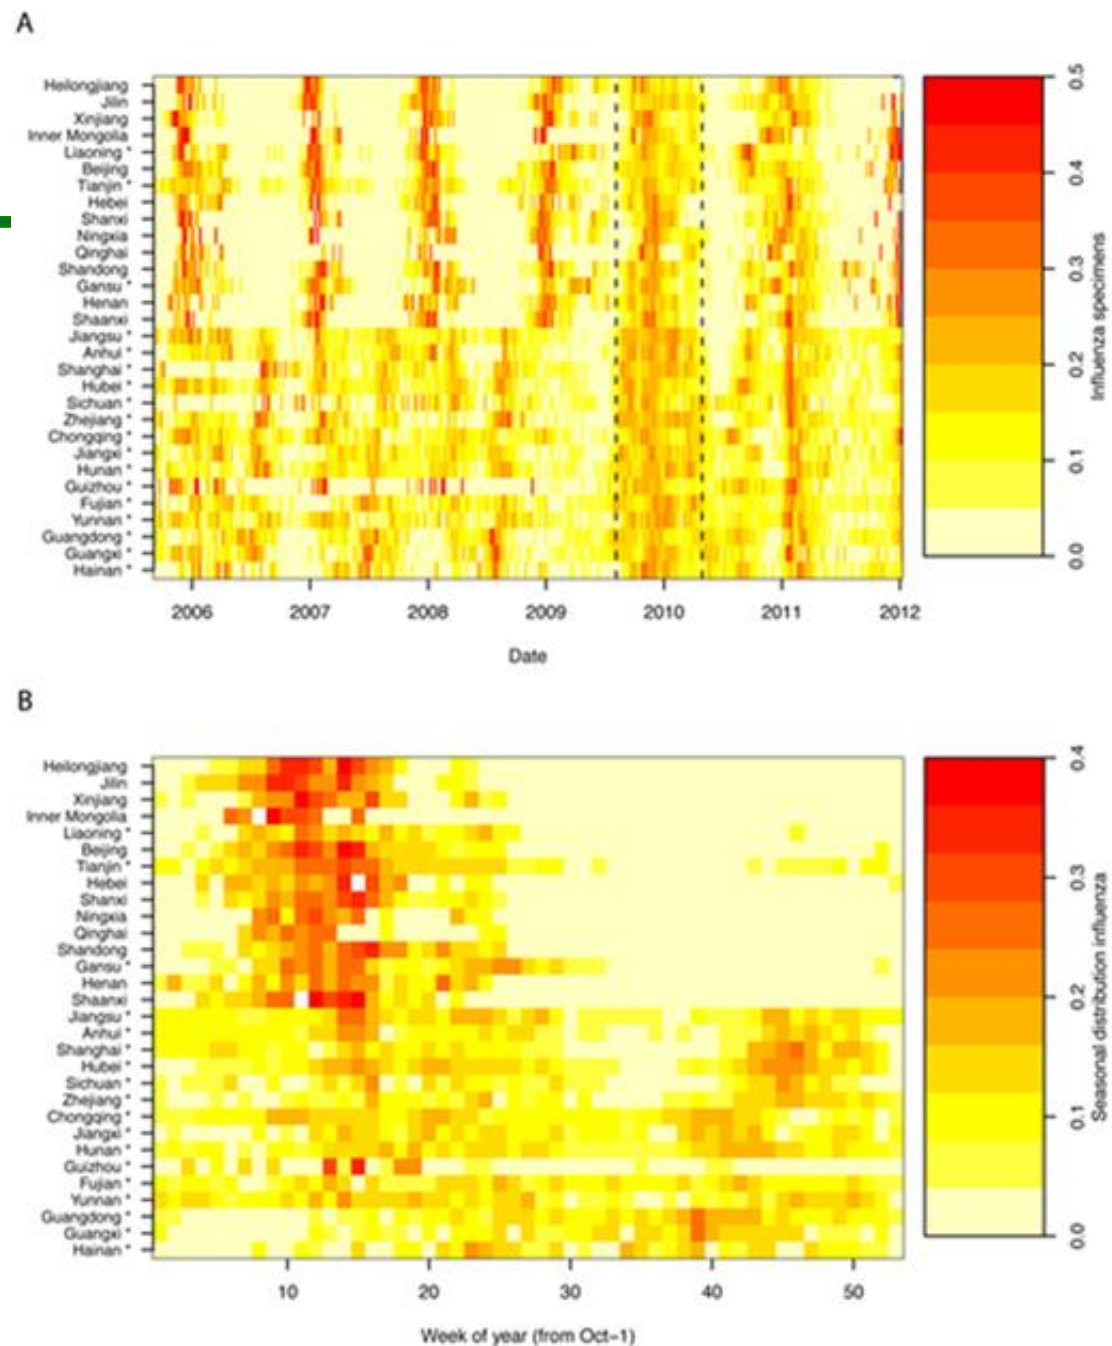 A
Heilongjiang
Jilin
Xinjiang
Inner Mongolia
Liaoning *
Beijing
Tianjin *
Hebei
Shanxi
Ningxia
Qinghai
Shandong
Gansu *
Henan
Shaanxi
Jiangsu *
Anhui *
Shanghai *
Hubei *
Sichuan *
Zhejiang *
Chongqing *
Jiangxi *
Hunan *
Guizhou *
Fujian *
Yunnan *
Guangdong *
Guangxi *
Hainan *
2006 2007 2008 2009 2010 2011 2012
Date
0.5
0.4
0.3
0.2
0.1
0.0
Influenza specimens
B
Heilongjiang
Jilin
Xinjiang
Inner Mongolia
Liaoning *
Beijing
Tianjin *
Hebei
Shanxi
Ningxia
Qinghai
Shandong
Gansu *
Henan
Shaanxi
Jiangsu *
Anhui *
Shanghai *
Hubei *
Sichuan *
Zhejiang *
Chongqing *
Jiangxi *
Hunan *
Guizhou *
Fujian *
Yunnan *
Guangdong *
Guangxi *
Hainan *
10 20 30 40 50
Week of year (from Oct-1)
0.4
0.3
0.2
0.1
0.0
Seasonal distribution influenza